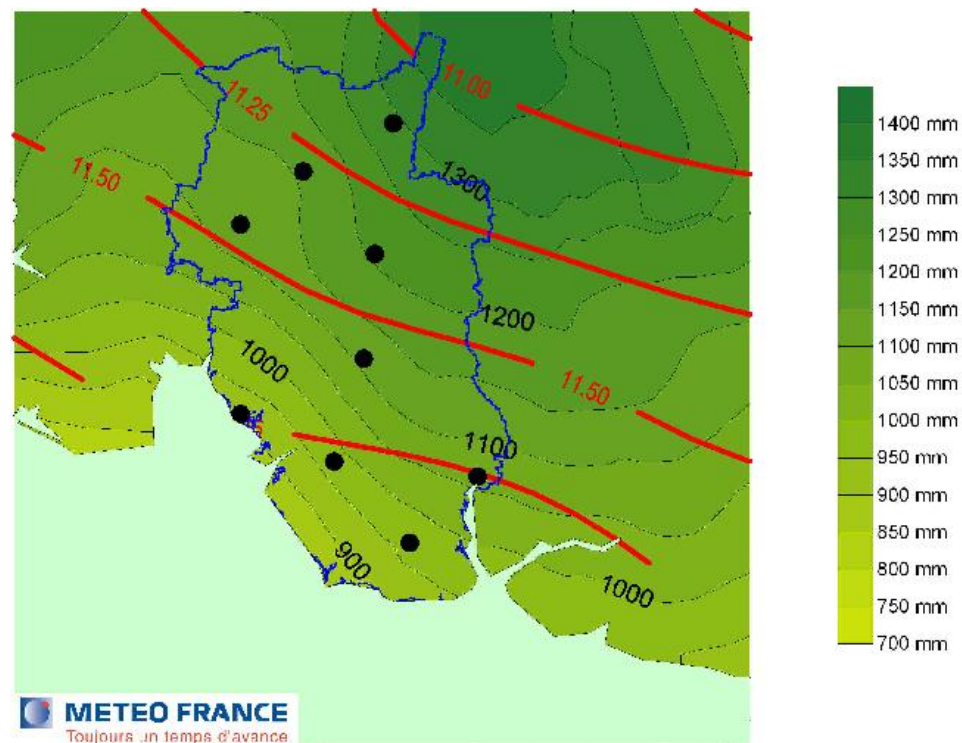 11.00
11.25
1300
11.50
1200
1000
11.50
1100
900
1000
1400 mm
1350 mm
1300 mm
1250 mm
1200 mm
1150 mm
1100 mm
1050 mm
1000 mm
950 mm
900 mm
850 mm
800 mm
750 mm
700 mm
METEO FRANCE
Toujours un temps d'avance